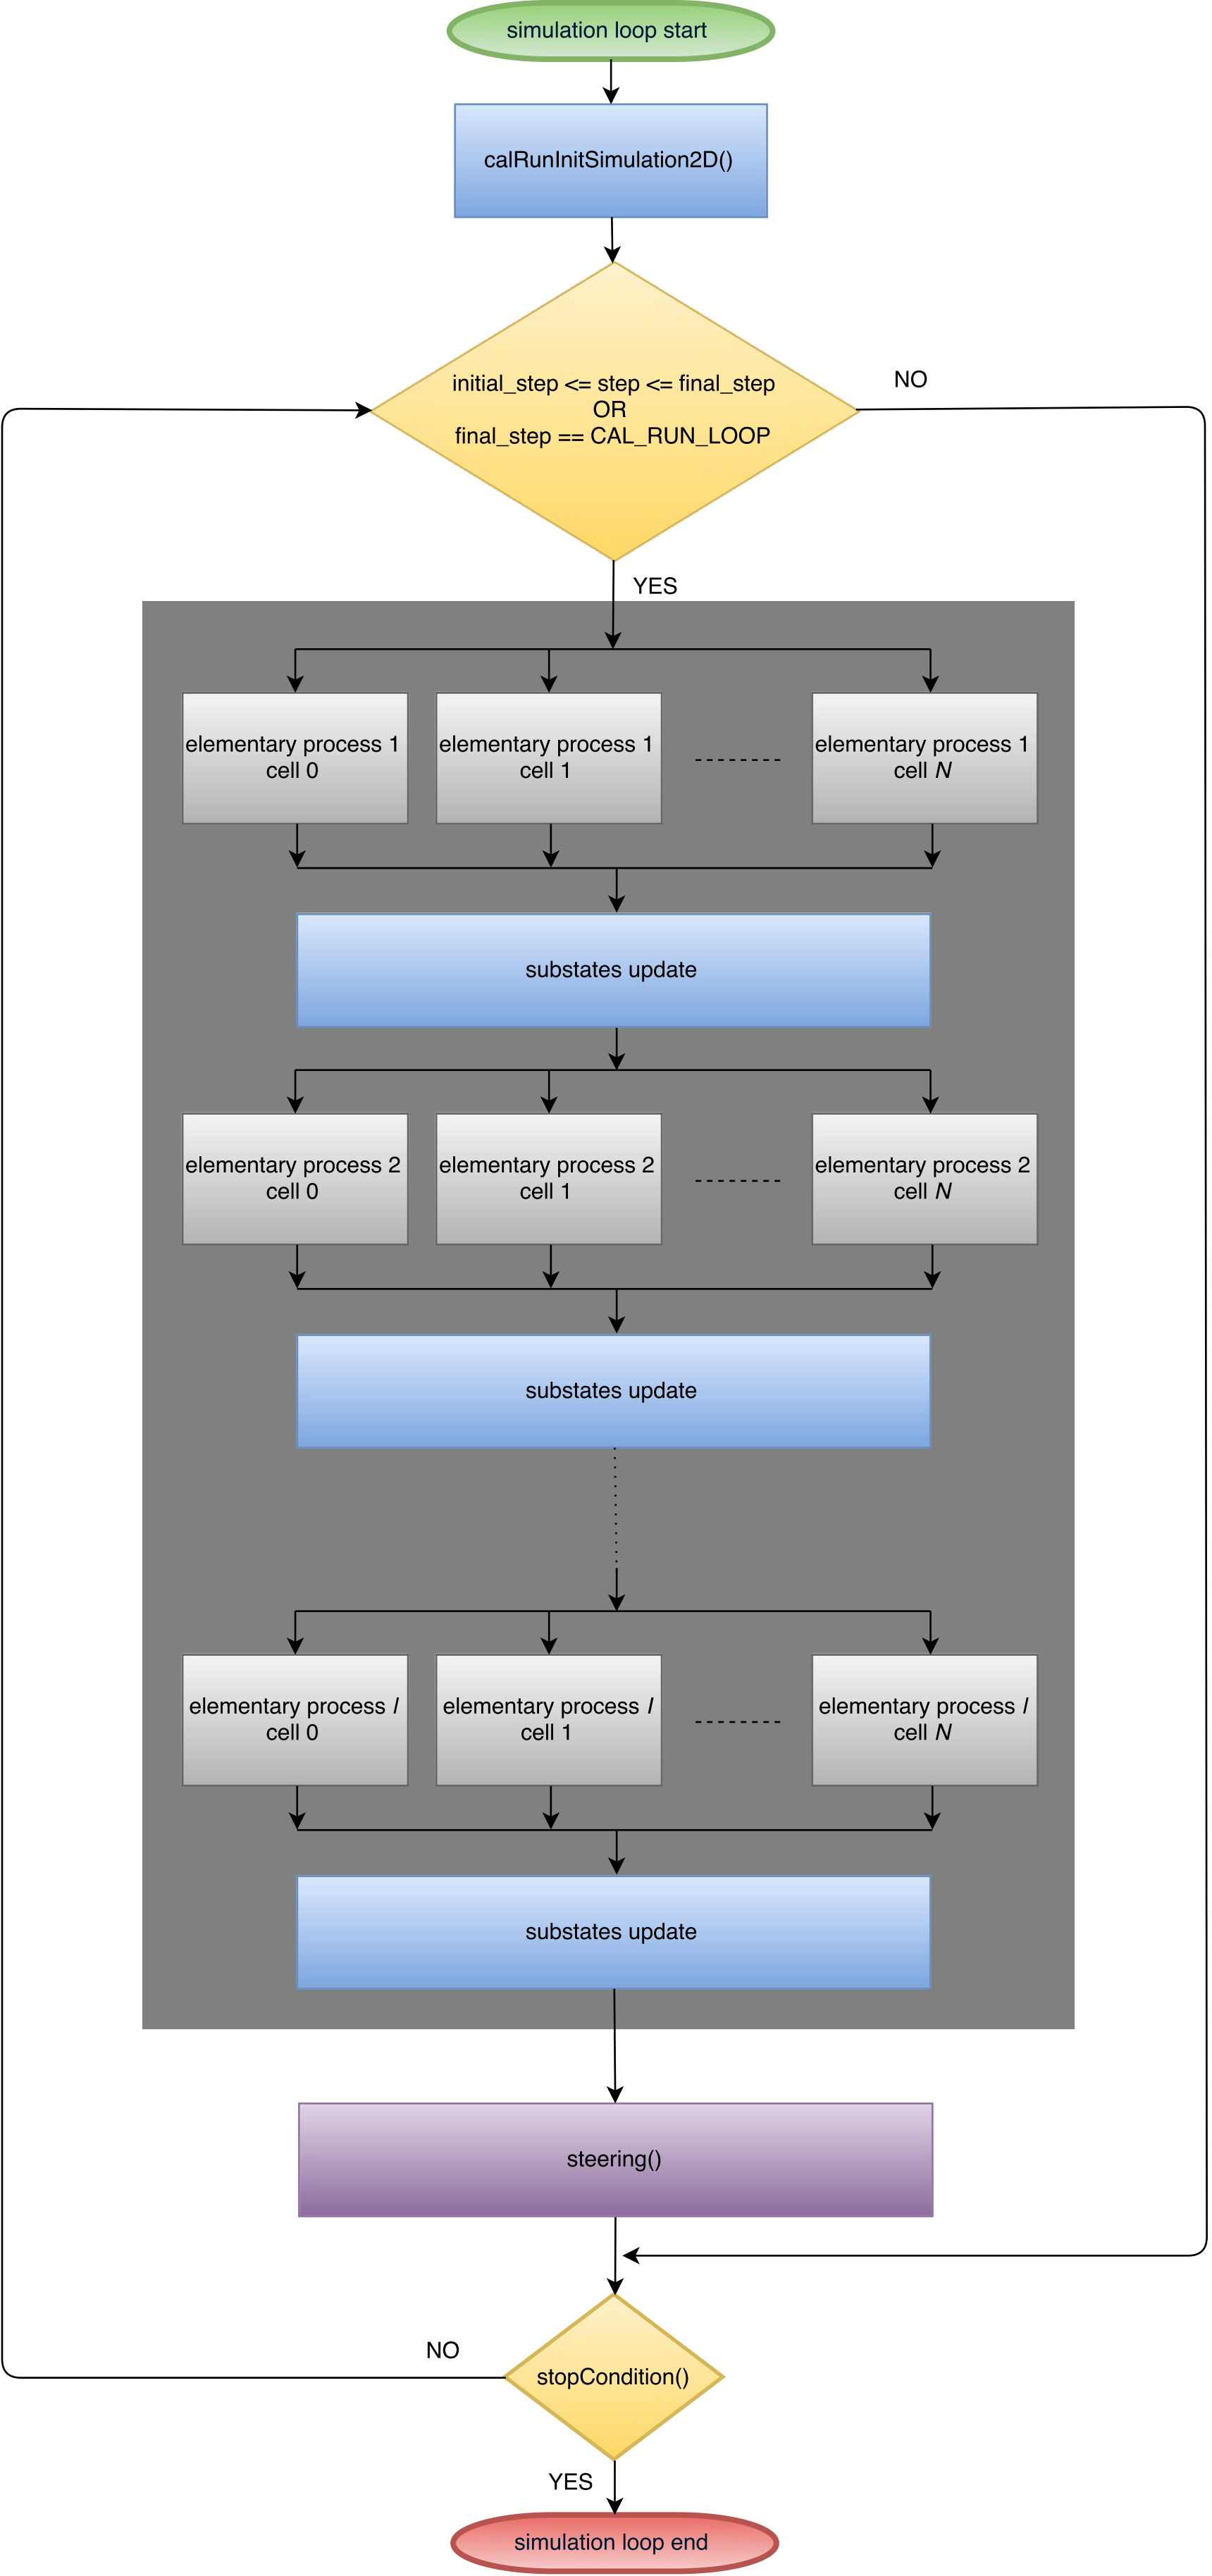 simulation loop start
calRunInitSimulation2D()
initial_step <= step <= final_step
OR
final_step == CAL_RUN_LOOP
NO
YES
elementary process 1
cell 0
elementary process 1
cell 1
elementary process 1
cell N
substates update
elementary process 2
cell 0
elementary process 2
cell 1
elementary process 2
cell N
substates update
elementary process I
cell 0
elementary process I
cell 1
elementary process I
cell N
substates update
steering()
NO
stopCondition()
YES
simulation loop end